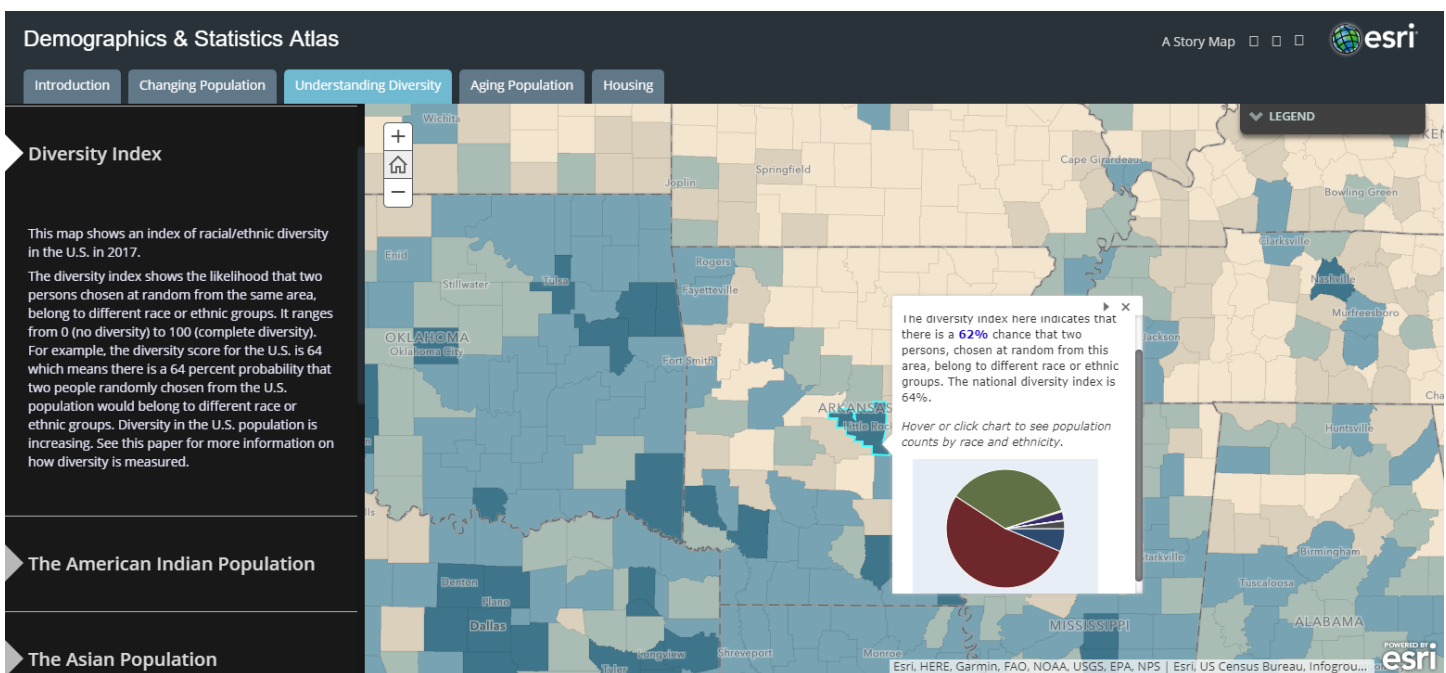 Demographics & Statistics Atlas
A Story Map
esri
Introduction
Changing Population
Understanding Diversity
Aging Population
Housing
Diversity Index
This map shows an index of racial/ethnic diversity
in the U.S. in 2017.
The diversity index shows the likelihood that two
persons chosen at random from the same area,
belong to different race or ethnic groups. It ranges
from 0 (no diversity) to 100 (complete diversity).
For example, the diversity score for the U.S. is 64
which means there is a 64 percent probability that
two people randomly chosen from the U.S.
population would belong to different race or
ethnic groups. Diversity in the U.S. population is
increasing. See this paper for more information on
how diversity is measured.
The American Indian Population
The Asian Population
+
−
LEGEND
Wichita
Joplin
Springfield
Cape Girardeau
KEN
Bowling Green
Enid
Stillwater
Tulsa
Rogers
Fayetteville
Clarksville
Nashville
Murfreesboro
OKLAHOMA
Oklahoma City
Fort Smith
Jackson
Cha
ARKANSAS
Little Rock
Huntsville
The diversity index here indicates that
there is a 62% chance that two
persons, chosen at random from this
area, belong to different race or ethnic
groups. The national diversity index is
64%.
Hover or click chart to see population
counts by race and ethnicity.
lls
Denton
Plano
Dallas
Longview
Tyler
Shreveport
Monroe
MISSISSIPPI
Starkville
Birmingham
Tuscaloosa
ALABAMA
Esri, HERE, Garmin, FAO, NOAA, USGS, EPA, NPS | Esri, US Census Bureau, Infogrou...
POWERED BY
esri